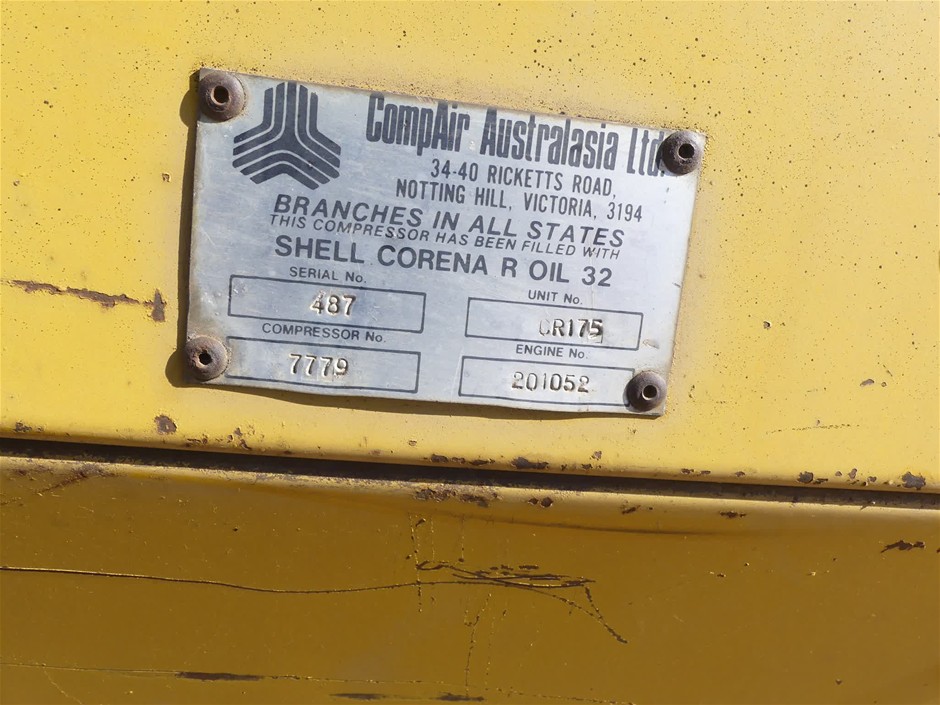 CompAir Australasia Ltd.
34-40 RICKETTS ROAD,
NOTTING HILL, VICTORIA, 3194
BRANCHES IN ALL STATES
THIS COMPRESSOR HAS BEEN FILLED WITH
SHELL CORENA R OIL 32
SERIAL No.
487
UNIT No.
CR175
COMPRESSOR No.
7779
ENGINE No.
201052